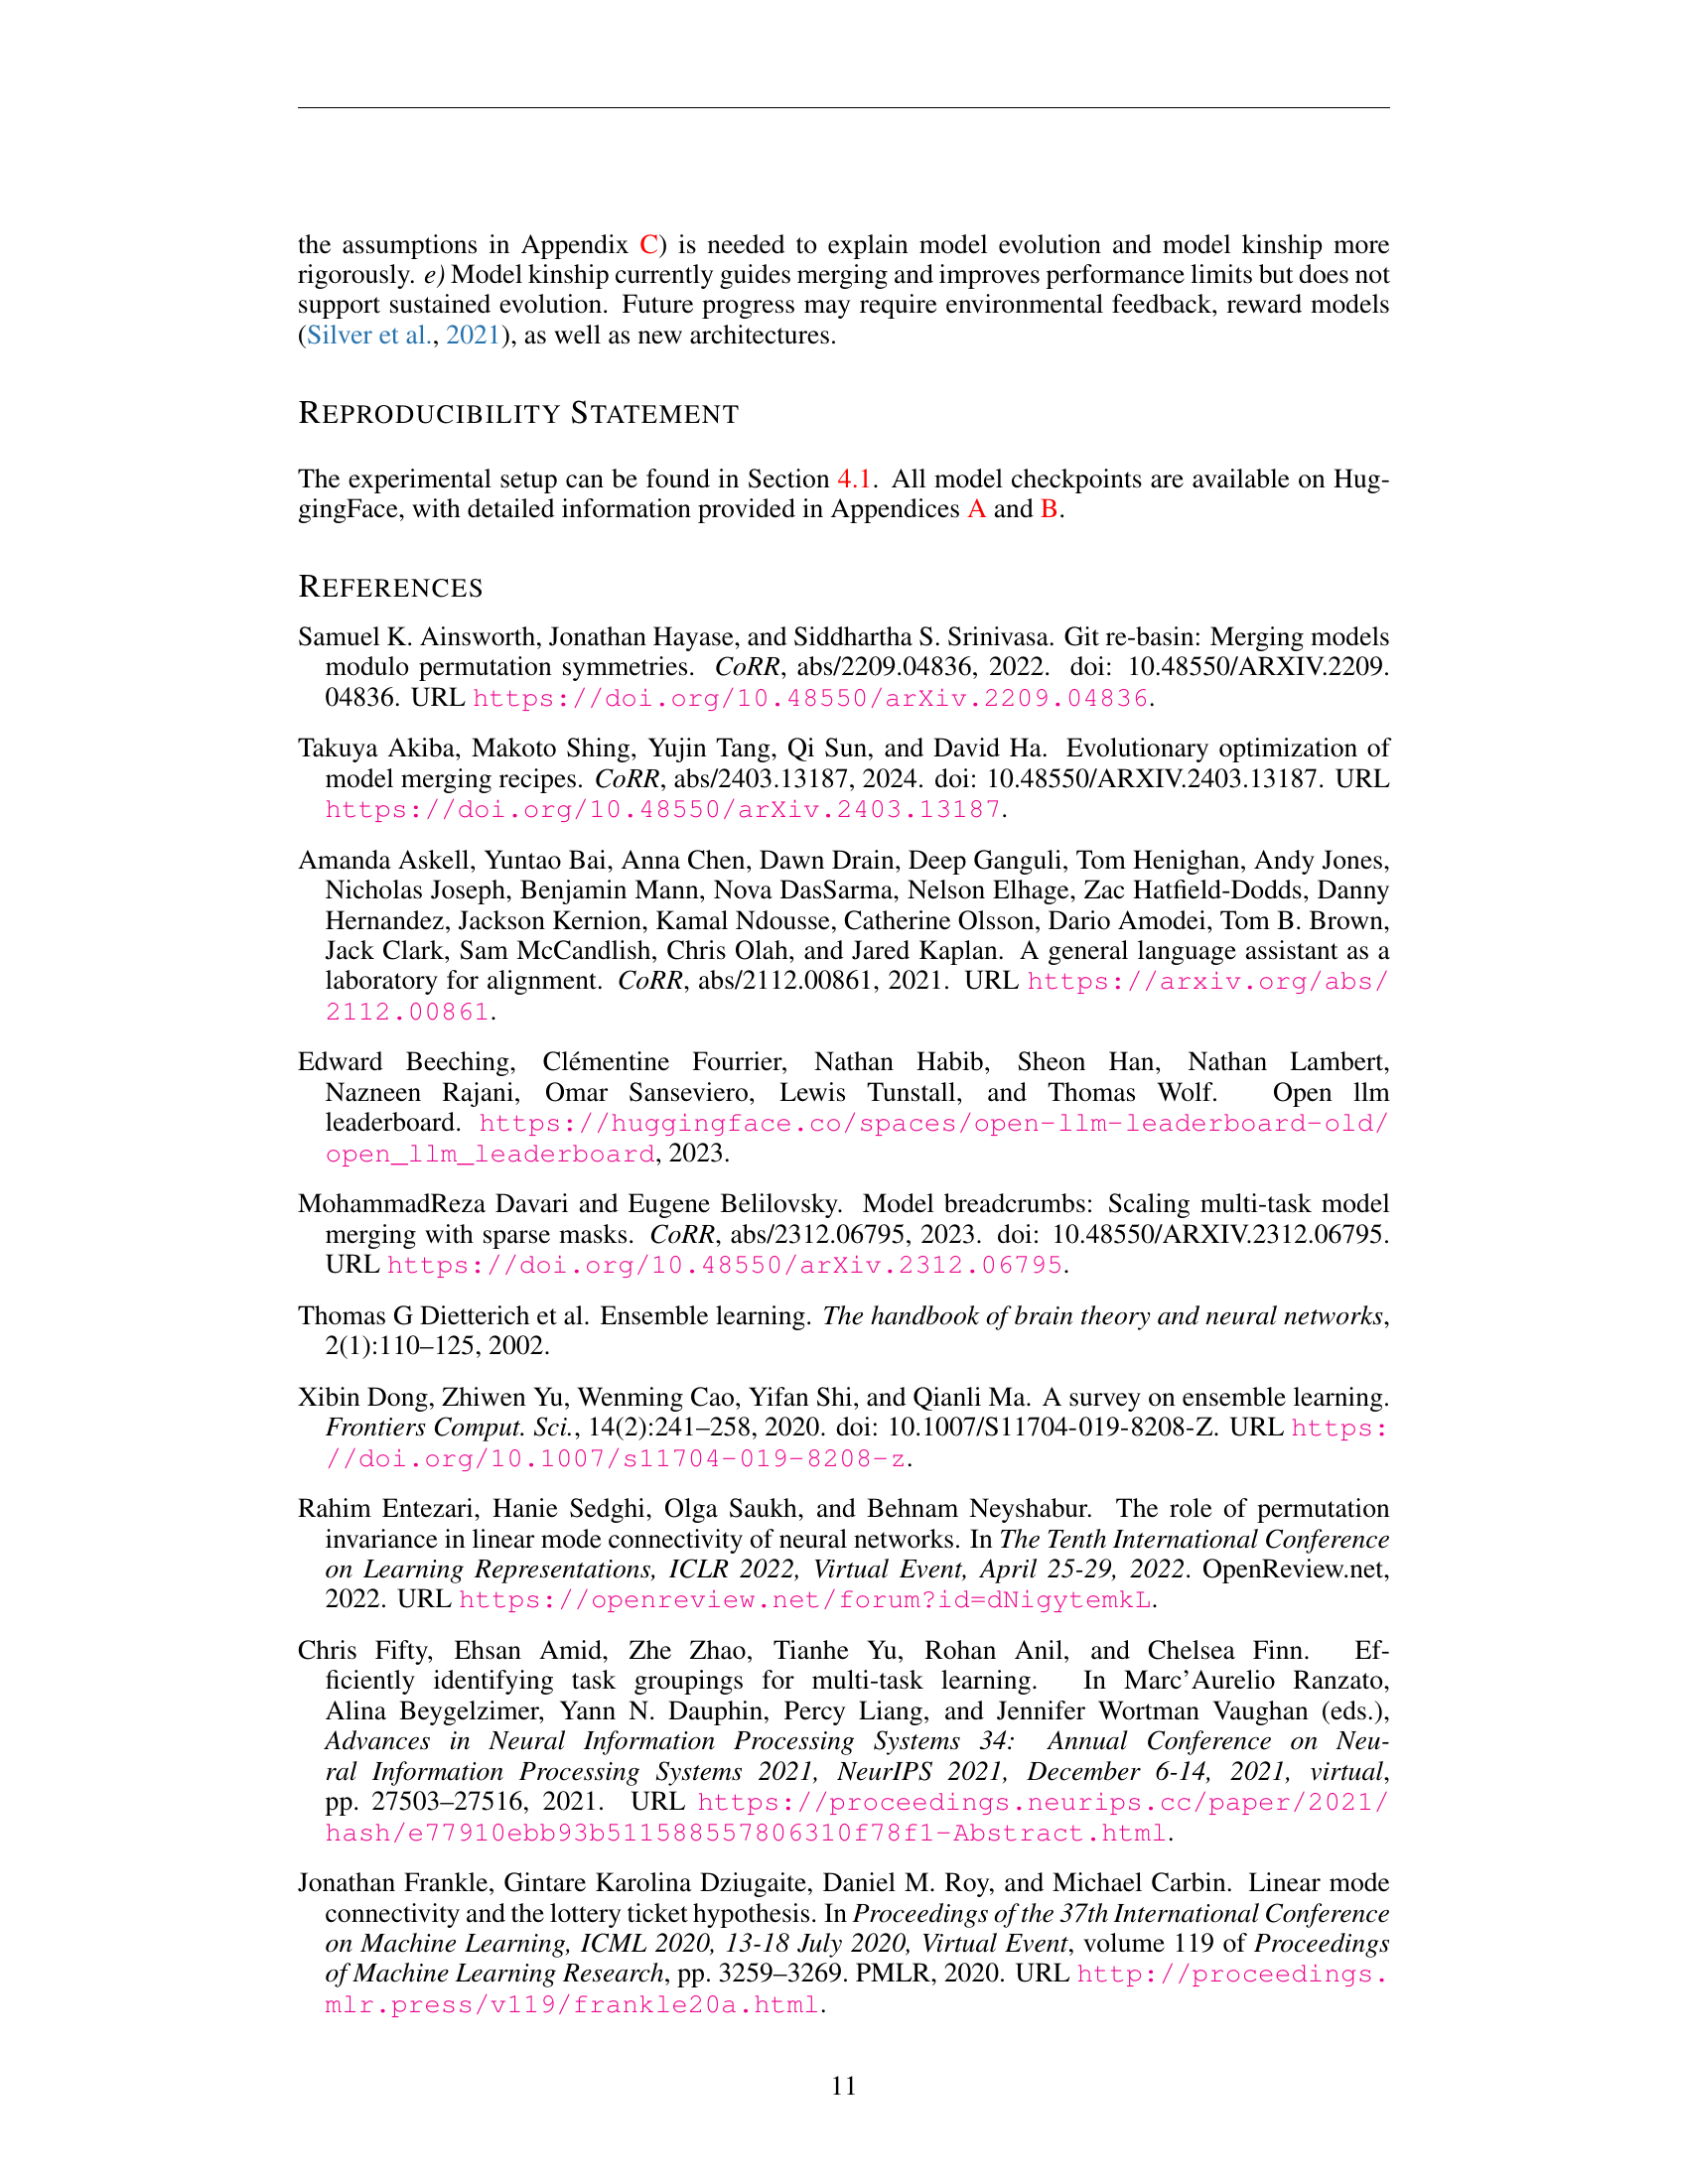 the assumptions in Appendix C) is needed to explain model evolution and model kinship more
rigorously. e) Model kinship currently guides merging and improves performance limits but does not
support sustained evolution. Future progress may require environmental feedback, reward models
(Silver et al., 2021), as well as new architectures.
REPRODUCIBILITY STATEMENT
The experimental setup can be found in Section 4.1. All model checkpoints are available on Hug-
gingFace, with detailed information provided in Appendices A and B.
REFERENCES
Samuel K. Ainsworth, Jonathan Hayase, and Siddhartha S. Srinivasa. Git re-basin: Merging models
modulo permutation symmetries. CoRR, abs/2209.04836, 2022. doi: 10.48550/ARXIV.2209.
04836. URL https://doi.org/10.48550/arXiv.2209.04836.
Takuya Akiba, Makoto Shing, Yujin Tang, Qi Sun, and David Ha. Evolutionary optimization of
model merging recipes. CoRR, abs/2403.13187, 2024. doi: 10.48550/ARXIV.2403.13187. URL
https://doi.org/10.48550/arXiv.2403.13187.
Amanda Askell, Yuntao Bai, Anna Chen, Dawn Drain, Deep Ganguli, Tom Henighan, Andy Jones,
Nicholas Joseph, Benjamin Mann, Nova DasSarma, Nelson Elhage, Zac Hatfield-Dodds, Danny
Hernandez, Jackson Kernion, Kamal Ndousse, Catherine Olsson, Dario Amodei, Tom B. Brown,
Jack Clark, Sam McCandlish, Chris Olah, and Jared Kaplan. A general language assistant as a
laboratory for alignment. CoRR, abs/2112.00861, 2021. URL https://arxiv.org/abs/
2112.00861.
Edward Beeching, Clémentine Fourrier, Nathan Habib, Sheon Han, Nathan Lambert,
Nazneen Rajani, Omar Sanseviero, Lewis Tunstall, and Thomas Wolf. Open llm
leaderboard. https://huggingface.co/spaces/open-llm-leaderboard-old/
open_llm_leaderboard, 2023.
MohammadReza Davari and Eugene Belilovsky. Model breadcrumbs: Scaling multi-task model
merging with sparse masks. CoRR, abs/2312.06795, 2023. doi: 10.48550/ARXIV.2312.06795.
URL https://doi.org/10.48550/arXiv.2312.06795.
Thomas G Dietterich et al. Ensemble learning. The handbook of brain theory and neural networks,
2(1):110–125, 2002.
Xibin Dong, Zhiwen Yu, Wenming Cao, Yifan Shi, and Qianli Ma. A survey on ensemble learning.
Frontiers Comput. Sci., 14(2):241–258, 2020. doi: 10.1007/S11704-019-8208-Z. URL https:
//doi.org/10.1007/s11704-019-8208-z.
Rahim Entezari, Hanie Sedghi, Olga Saukh, and Behnam Neyshabur. The role of permutation
invariance in linear mode connectivity of neural networks. In The Tenth International Conference
on Learning Representations, ICLR 2022, Virtual Event, April 25-29, 2022. OpenReview.net,
2022. URL https://openreview.net/forum?id=dNigytemkL.
Chris Fifty, Ehsan Amid, Zhe Zhao, Tianhe Yu, Rohan Anil, and Chelsea Finn. Ef-
ficiently identifying task groupings for multi-task learning. In Marc'Aurelio Ranzato,
Alina Beygelzimer, Yann N. Dauphin, Percy Liang, and Jennifer Wortman Vaughan (eds.),
Advances in Neural Information Processing Systems 34: Annual Conference on Neu-
ral Information Processing Systems 2021, NeurIPS 2021, December 6-14, 2021, virtual,
pp. 27503–27516, 2021. URL https://proceedings.neurips.cc/paper/2021/
hash/e77910ebb93b511588557806310f78f1-Abstract.html.
Jonathan Frankle, Gintare Karolina Dziugaite, Daniel M. Roy, and Michael Carbin. Linear mode
connectivity and the lottery ticket hypothesis. In Proceedings of the 37th International Conference
on Machine Learning, ICML 2020, 13-18 July 2020, Virtual Event, volume 119 of Proceedings
of Machine Learning Research, pp. 3259–3269. PMLR, 2020. URL http://proceedings.
mlr.press/v119/frankle20a.html.
11